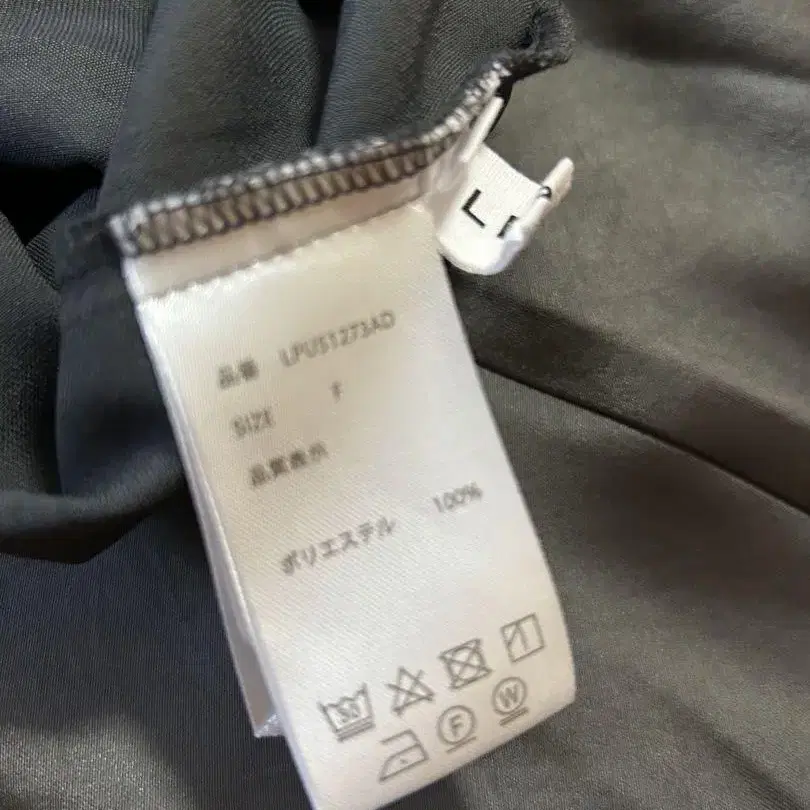 品番 LPUS1273AD
SIZE F
品質表示
ポリエステル 100%
F
W